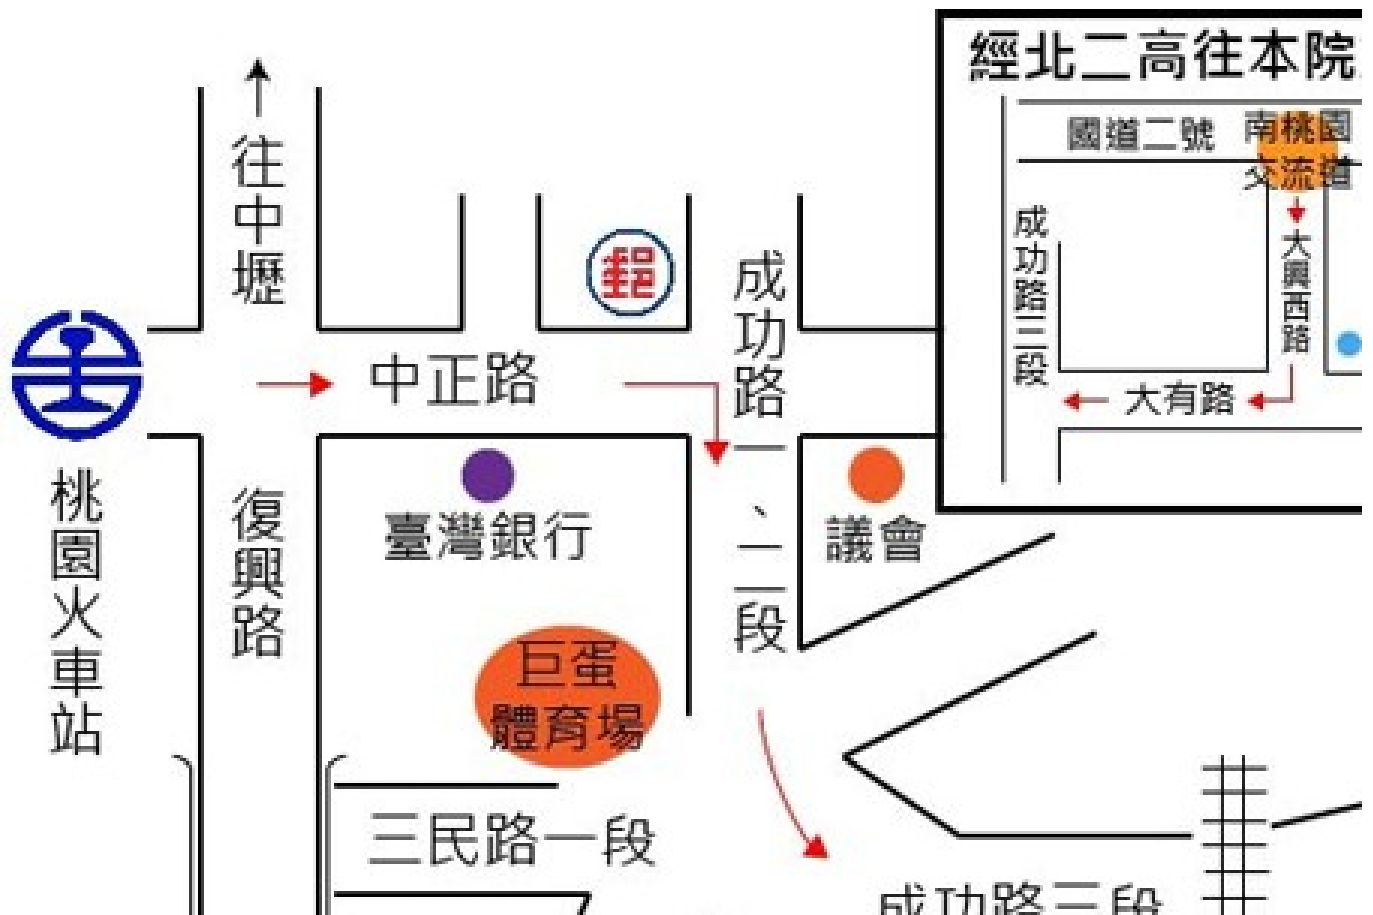 經北二高往本院
國道二號
南桃園
交流道
成功路三段
大興西路
大有路
往中壢
郵
成功路一、二段
中正路
桃園火車站
復興路
臺灣銀行
議會
巨蛋
體育場
三民路一段
成功路三段